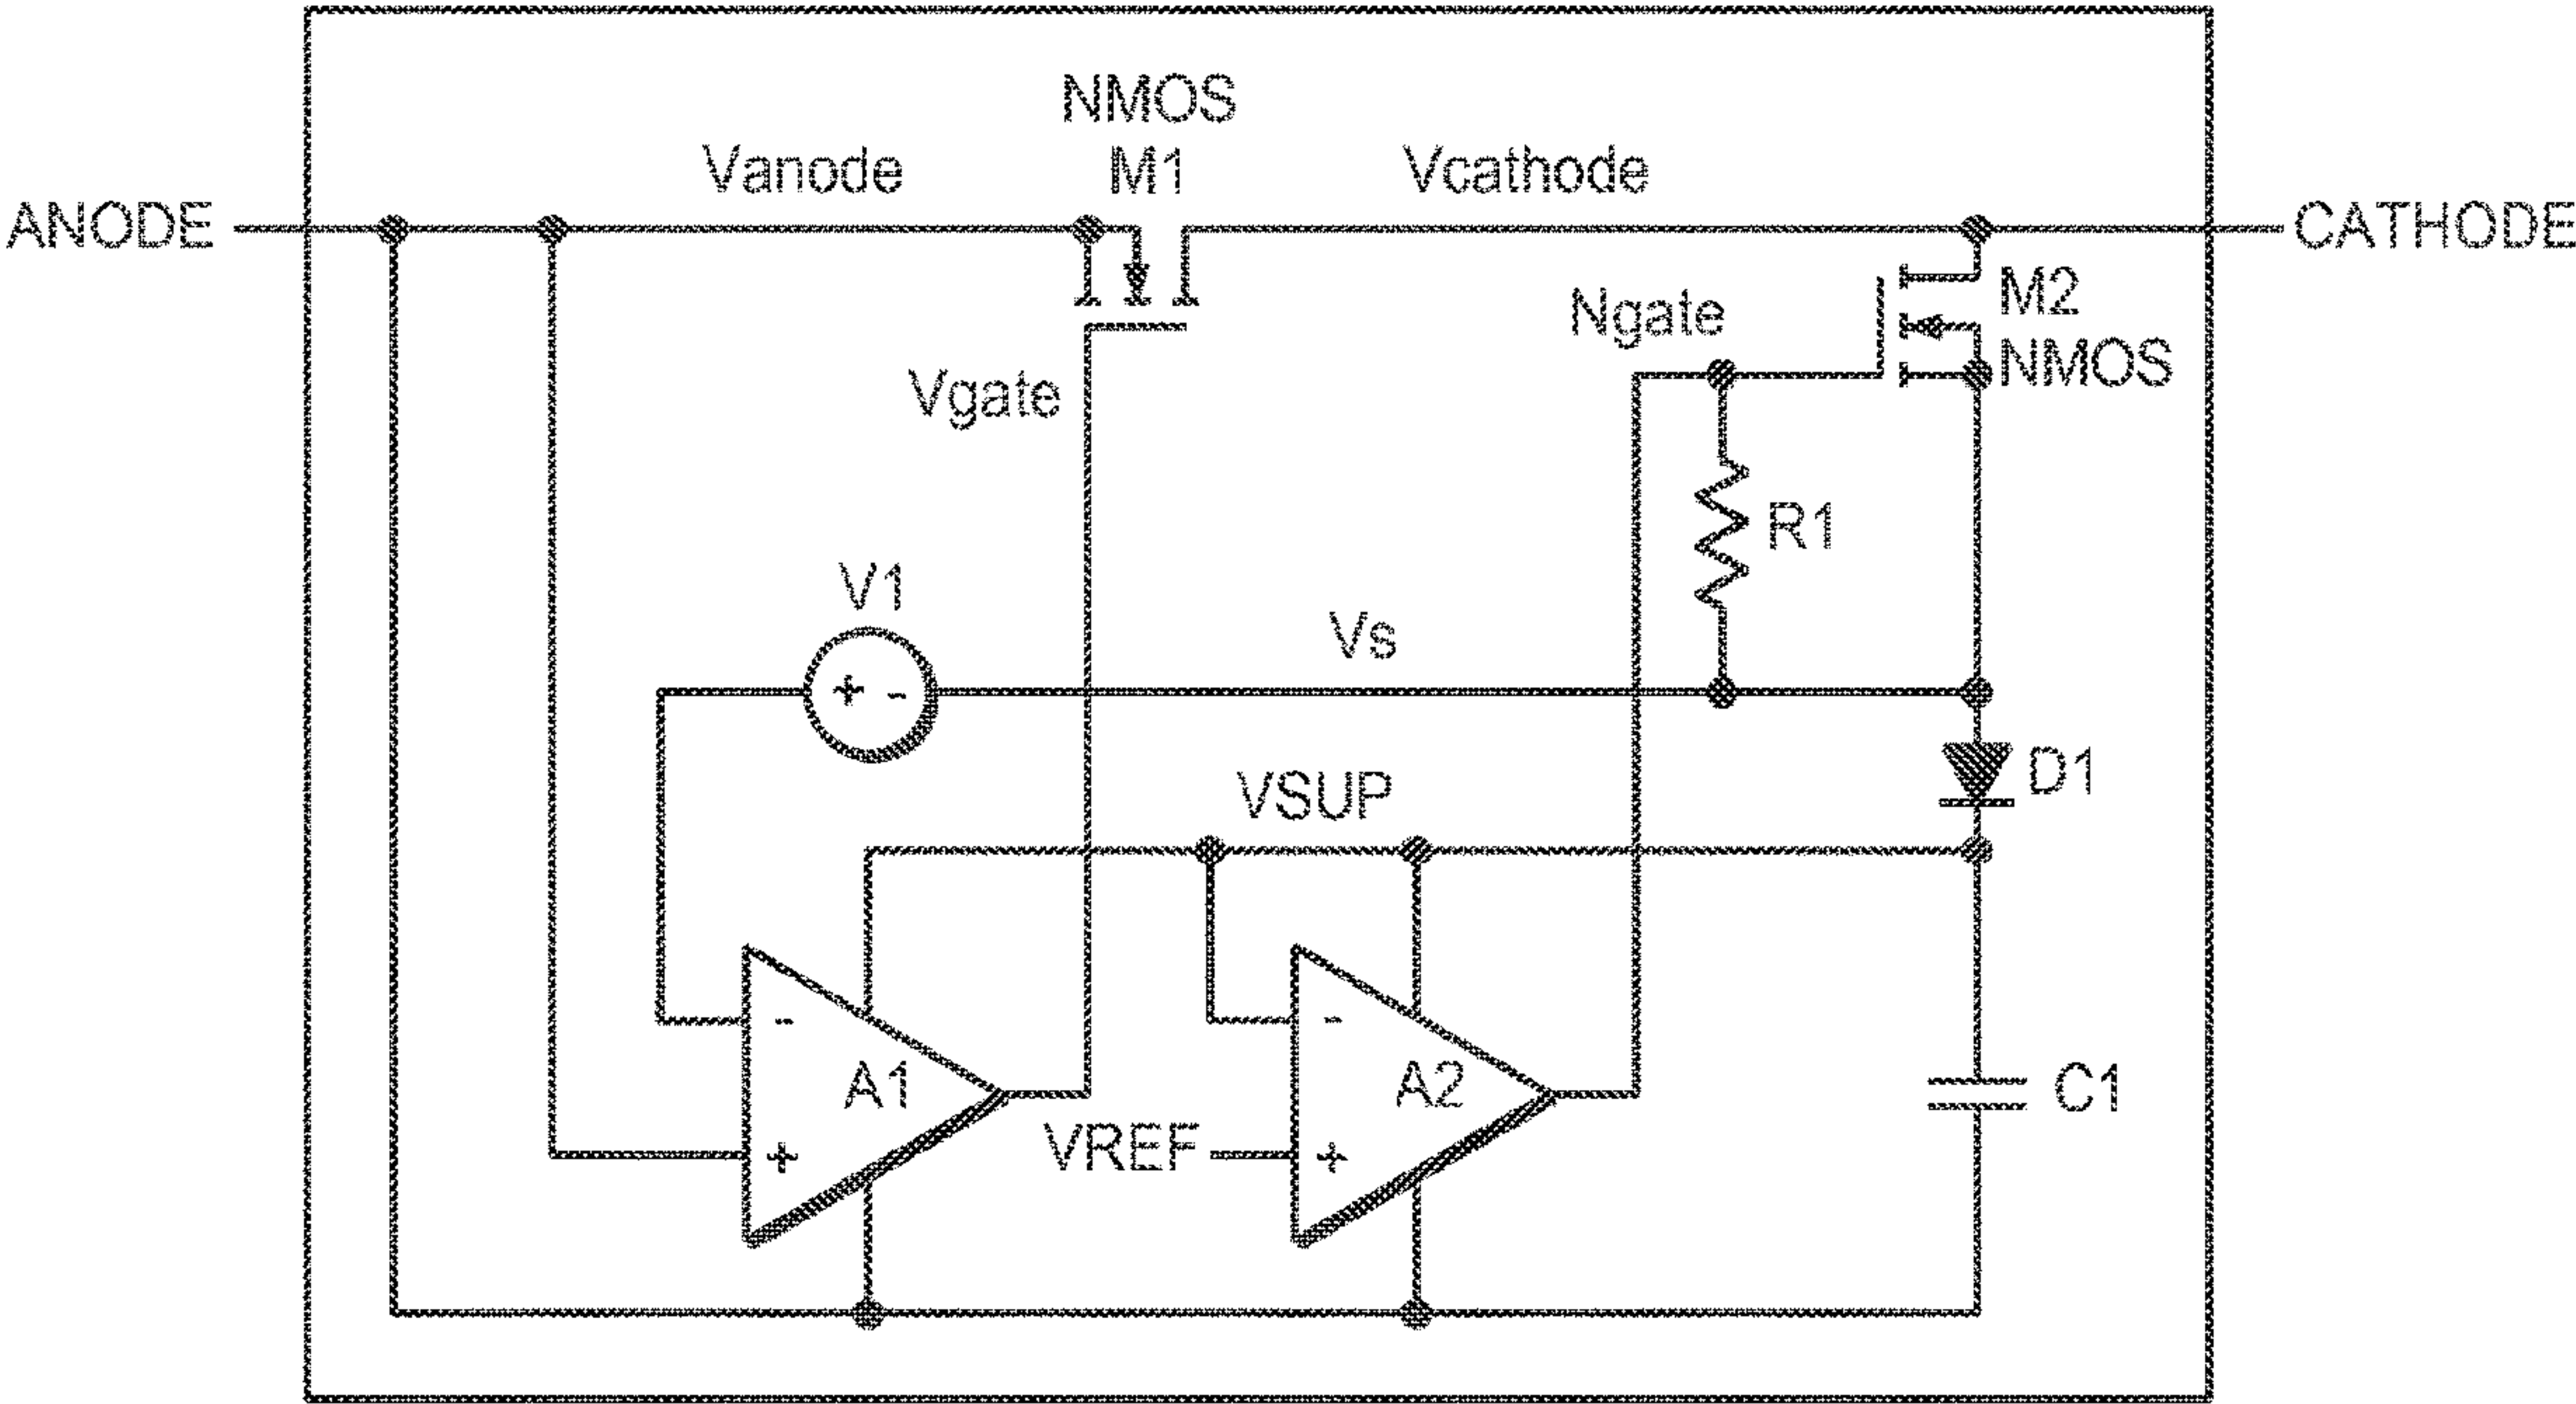 NMOS
M1
Vanode
Vcathode
ANODE
CATHODE
M2
NMOS
Ngate
Vgate
R1
V1
+ -
Vs
D1
VSUP
-
A1
+
-
A2
+
VREF
C1